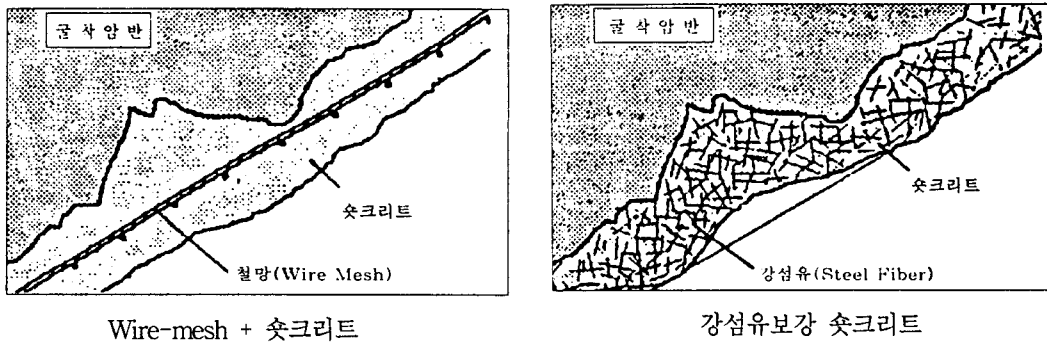 굴착암반
숏크리트
철망(Wire Mesh)
Wire-mesh + 숏크리트
굴착암반
숏크리트
강섬유(Steel Fiber)
강섬유보강 숏크리트